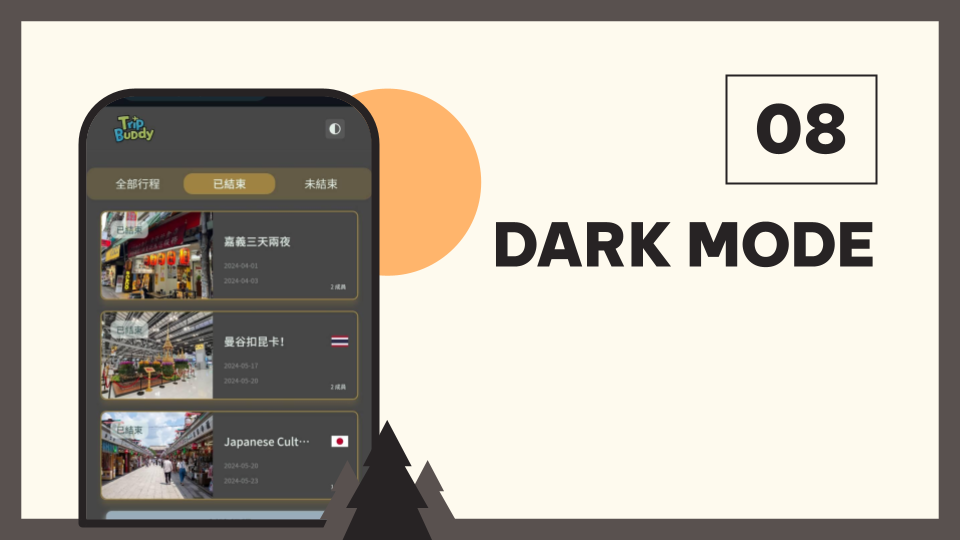 08
DARK MODE
Trip
Buddy
全部行程
已結束
未結束
已結束
嘉義三天兩夜
2024-04-01
2024-04-03
2 成員
已結束
曼谷扣昆卡!
2024-05-17
2024-05-20
2 成員
已結束
Japanese Cult…
2024-05-20
2024-05-23